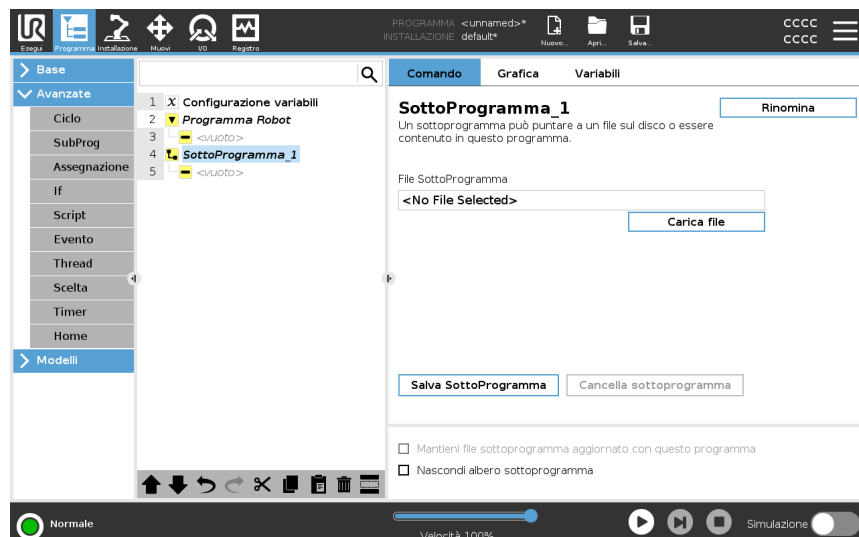 UR
PROGRAMMA <unnamed>*
INSTALLAZIONE default*
Nuovo... Apri... Salva...
CCCC
CCCC
Esegui Programma Installazione Muovi I/O Registro
Base
Avanzate
Ciclo
SubProg
Assegnazione
If
Script
Evento
Thread
Scelta
Timer
Home
Modelli
1 X Configurazione variabili
2 Programma Robot
3 <vuoto>
4 SottoProgramma_1
5 <vuoto>
Comando Grafica Variabili
SottoProgramma_1
Rinomina
Un sottoprogramma può puntare a un file sul disco o essere
contenuto in questo programma.
File SottoProgramma
<No File Selected>
Carica file
Salva SottoProgramma Cancella sottoprogramma
Mantieni file sottoprogramma aggiornato con questo programma
Nascondi albero sottoprogramma
Normale
Velocità 100%
Simulazione